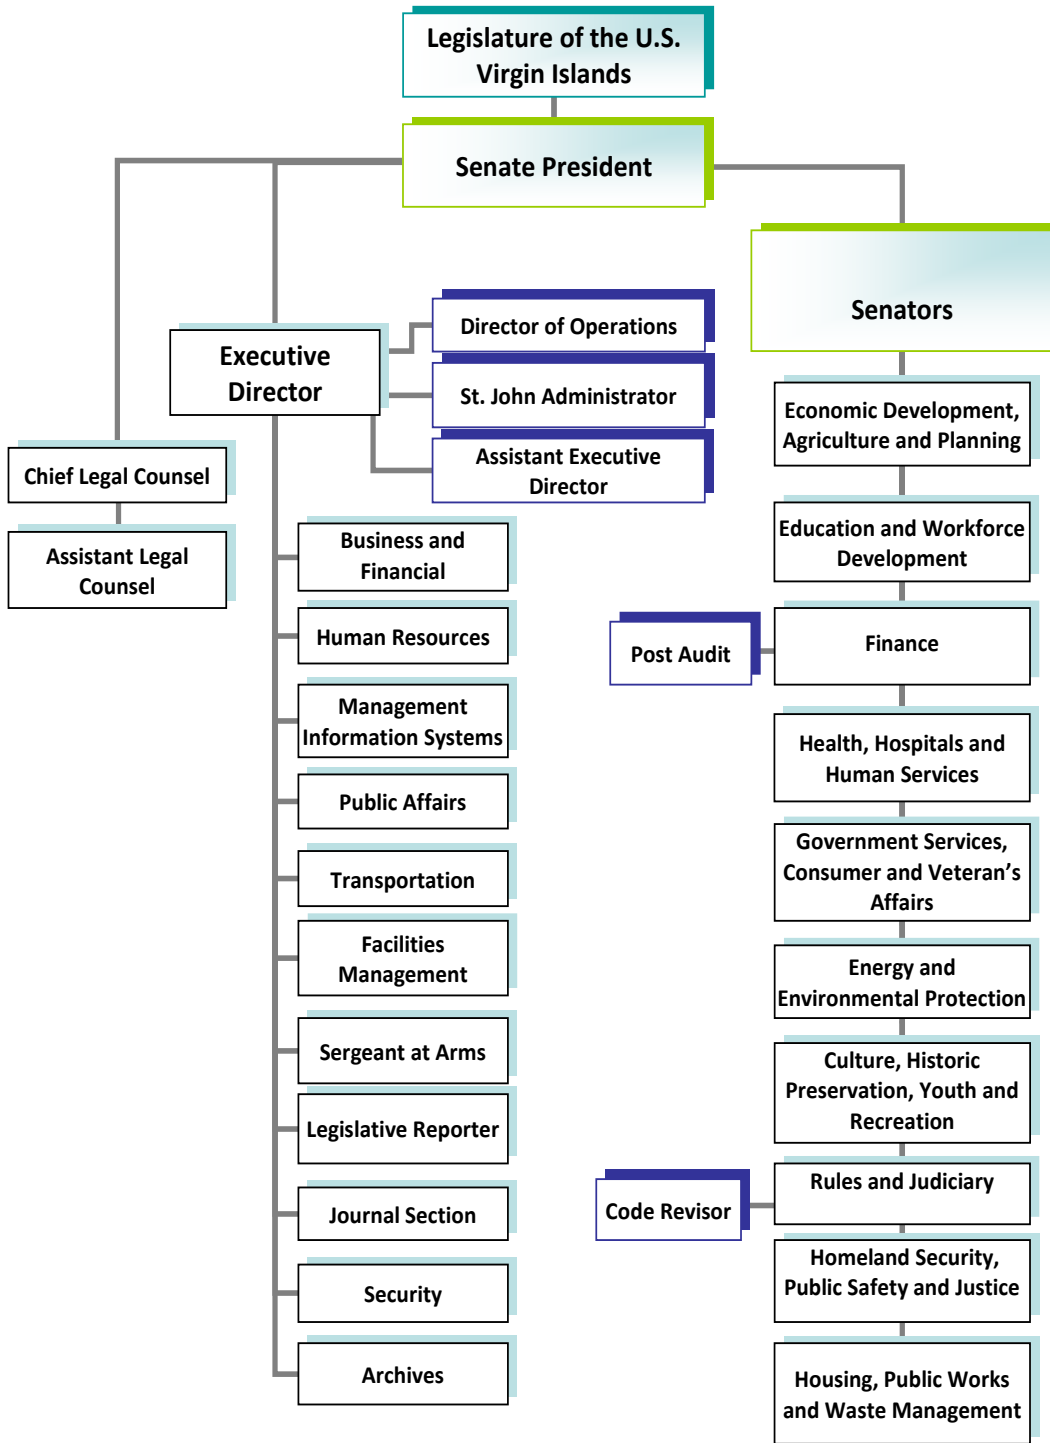 Legislature of the U.S.
Virgin Islands
Senate President
Senators
Executive
Director
Director of Operations
St. John Administrator
Assistant Executive
Director
Chief Legal Counsel
Assistant Legal
Counsel
Business and
Financial
Human Resources
Management
Information Systems
Public Affairs
Transportation
Facilities
Management
Sergeant at Arms
Legislative Reporter
Journal Section
Security
Archives
Economic Development,
Agriculture and Planning
Education and Workforce
Development
Post Audit
Finance
Health, Hospitals and
Human Services
Government Services,
Consumer and Veteran’s
Affairs
Energy and
Environmental Protection
Culture, Historic
Preservation, Youth and
Recreation
Code Revisor
Rules and Judiciary
Homeland Security,
Public Safety and Justice
Housing, Public Works
and Waste Management